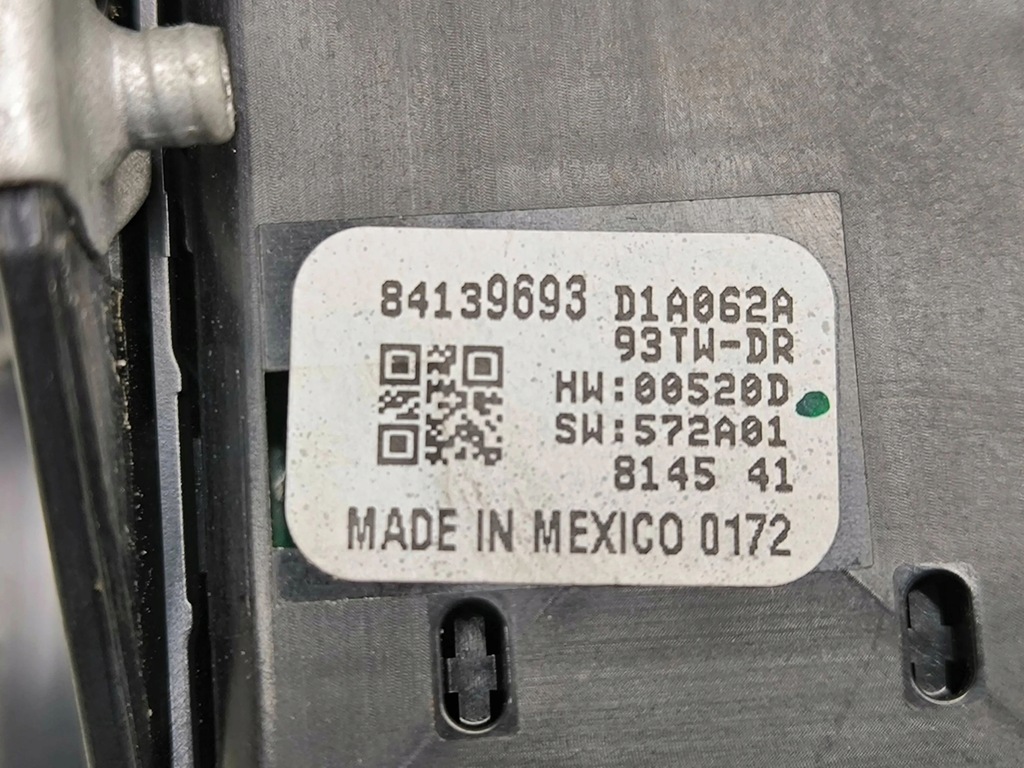 84139693 D1A062A
93TW-DR
HW:00520D
SW:572A01
8145 41
MADE IN MEXICO 0172